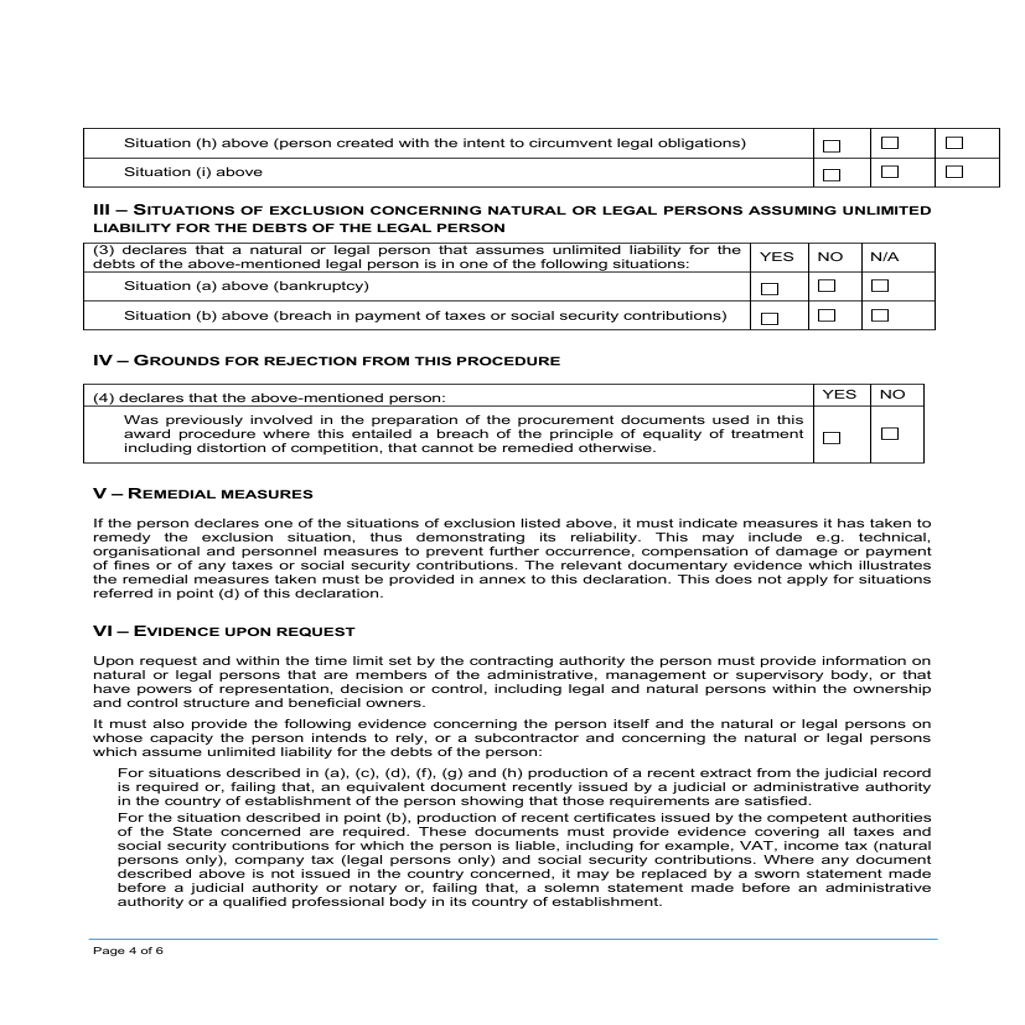 Situation (h) above (person created with the intent to circumvent legal obligations)
Situation (i) above
III – SITUATIONS OF EXCLUSION CONCERNING NATURAL OR LEGAL PERSONS ASSUMING UNLIMITED
LIABILITY FOR THE DEBTS OF THE LEGAL PERSON
(3) declares that a natural or legal person that assumes unlimited liability for the
debts of the above-mentioned legal person is in one of the following situations:
YES NO N/A
Situation (a) above (bankruptcy)
Situation (b) above (breach in payment of taxes or social security contributions)
IV – GROUNDS FOR REJECTION FROM THIS PROCEDURE
(4) declares that the above-mentioned person:
YES NO
Was previously involved in the preparation of the procurement documents used in this
award procedure where this entailed a breach of the principle of equality of treatment
including distortion of competition, that cannot be remedied otherwise.
V – REMEDIAL MEASURES
If the person declares one of the situations of exclusion listed above, it must indicate measures it has taken to
remedy the exclusion situation, thus demonstrating its reliability. This may include e.g. technical,
organisational and personnel measures to prevent further occurrence, compensation of damage or payment
of fines or of any taxes or social security contributions. The relevant documentary evidence which illustrates
the remedial measures taken must be provided in annex to this declaration. This does not apply for situations
referred in point (d) of this declaration.
VI – EVIDENCE UPON REQUEST
Upon request and within the time limit set by the contracting authority the person must provide information on
natural or legal persons that are members of the administrative, management or supervisory body, or that
have powers of representation, decision or control, including legal and natural persons within the ownership
and control structure and beneficial owners.
It must also provide the following evidence concerning the person itself and the natural or legal persons on
whose capacity the person intends to rely, or a subcontractor and concerning the natural or legal persons
which assume unlimited liability for the debts of the person:
For situations described in (a), (c), (d), (f), (g) and (h) production of a recent extract from the judicial record
is required or, failing that, an equivalent document recently issued by a judicial or administrative authority
in the country of establishment of the person showing that those requirements are satisfied.
For the situation described in point (b), production of recent certificates issued by the competent authorities
of the State concerned are required. These documents must provide evidence covering all taxes and
social security contributions for which the person is liable, including for example, VAT, income tax (natural
persons only), company tax (legal persons only) and social security contributions. Where any document
described above is not issued in the country concerned, it may be replaced by a sworn statement made
before a judicial authority or notary or, failing that, a solemn statement made before an administrative
authority or a qualified professional body in its country of establishment.
Page 4 of 6